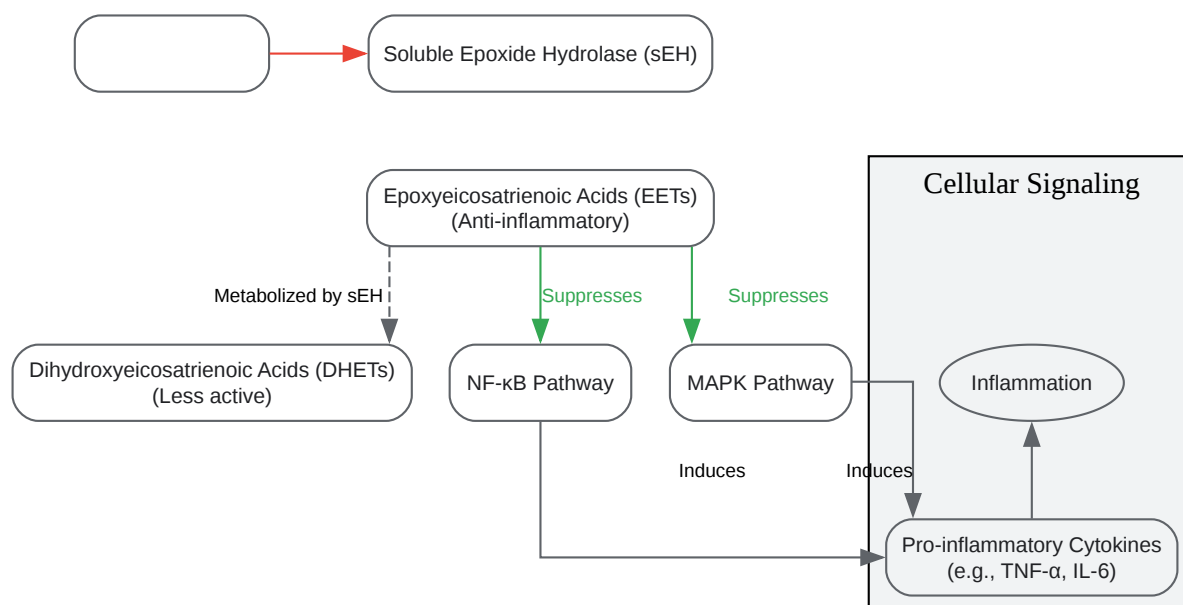 Soluble Epoxide Hydrolase (sEH)
Cellular Signaling
Epoxyeicosatrienoic Acids (EETs)
(Anti-inflammatory)
Metabolized by sEH
Suppresses
Suppresses
Dihydroxyeicosatrienoic Acids (DHETs)
(Less active)
NF-κB Pathway
MAPK Pathway
Inflammation
Induces
Induces
Pro-inflammatory Cytokines
(e.g., TNF-α, IL-6)